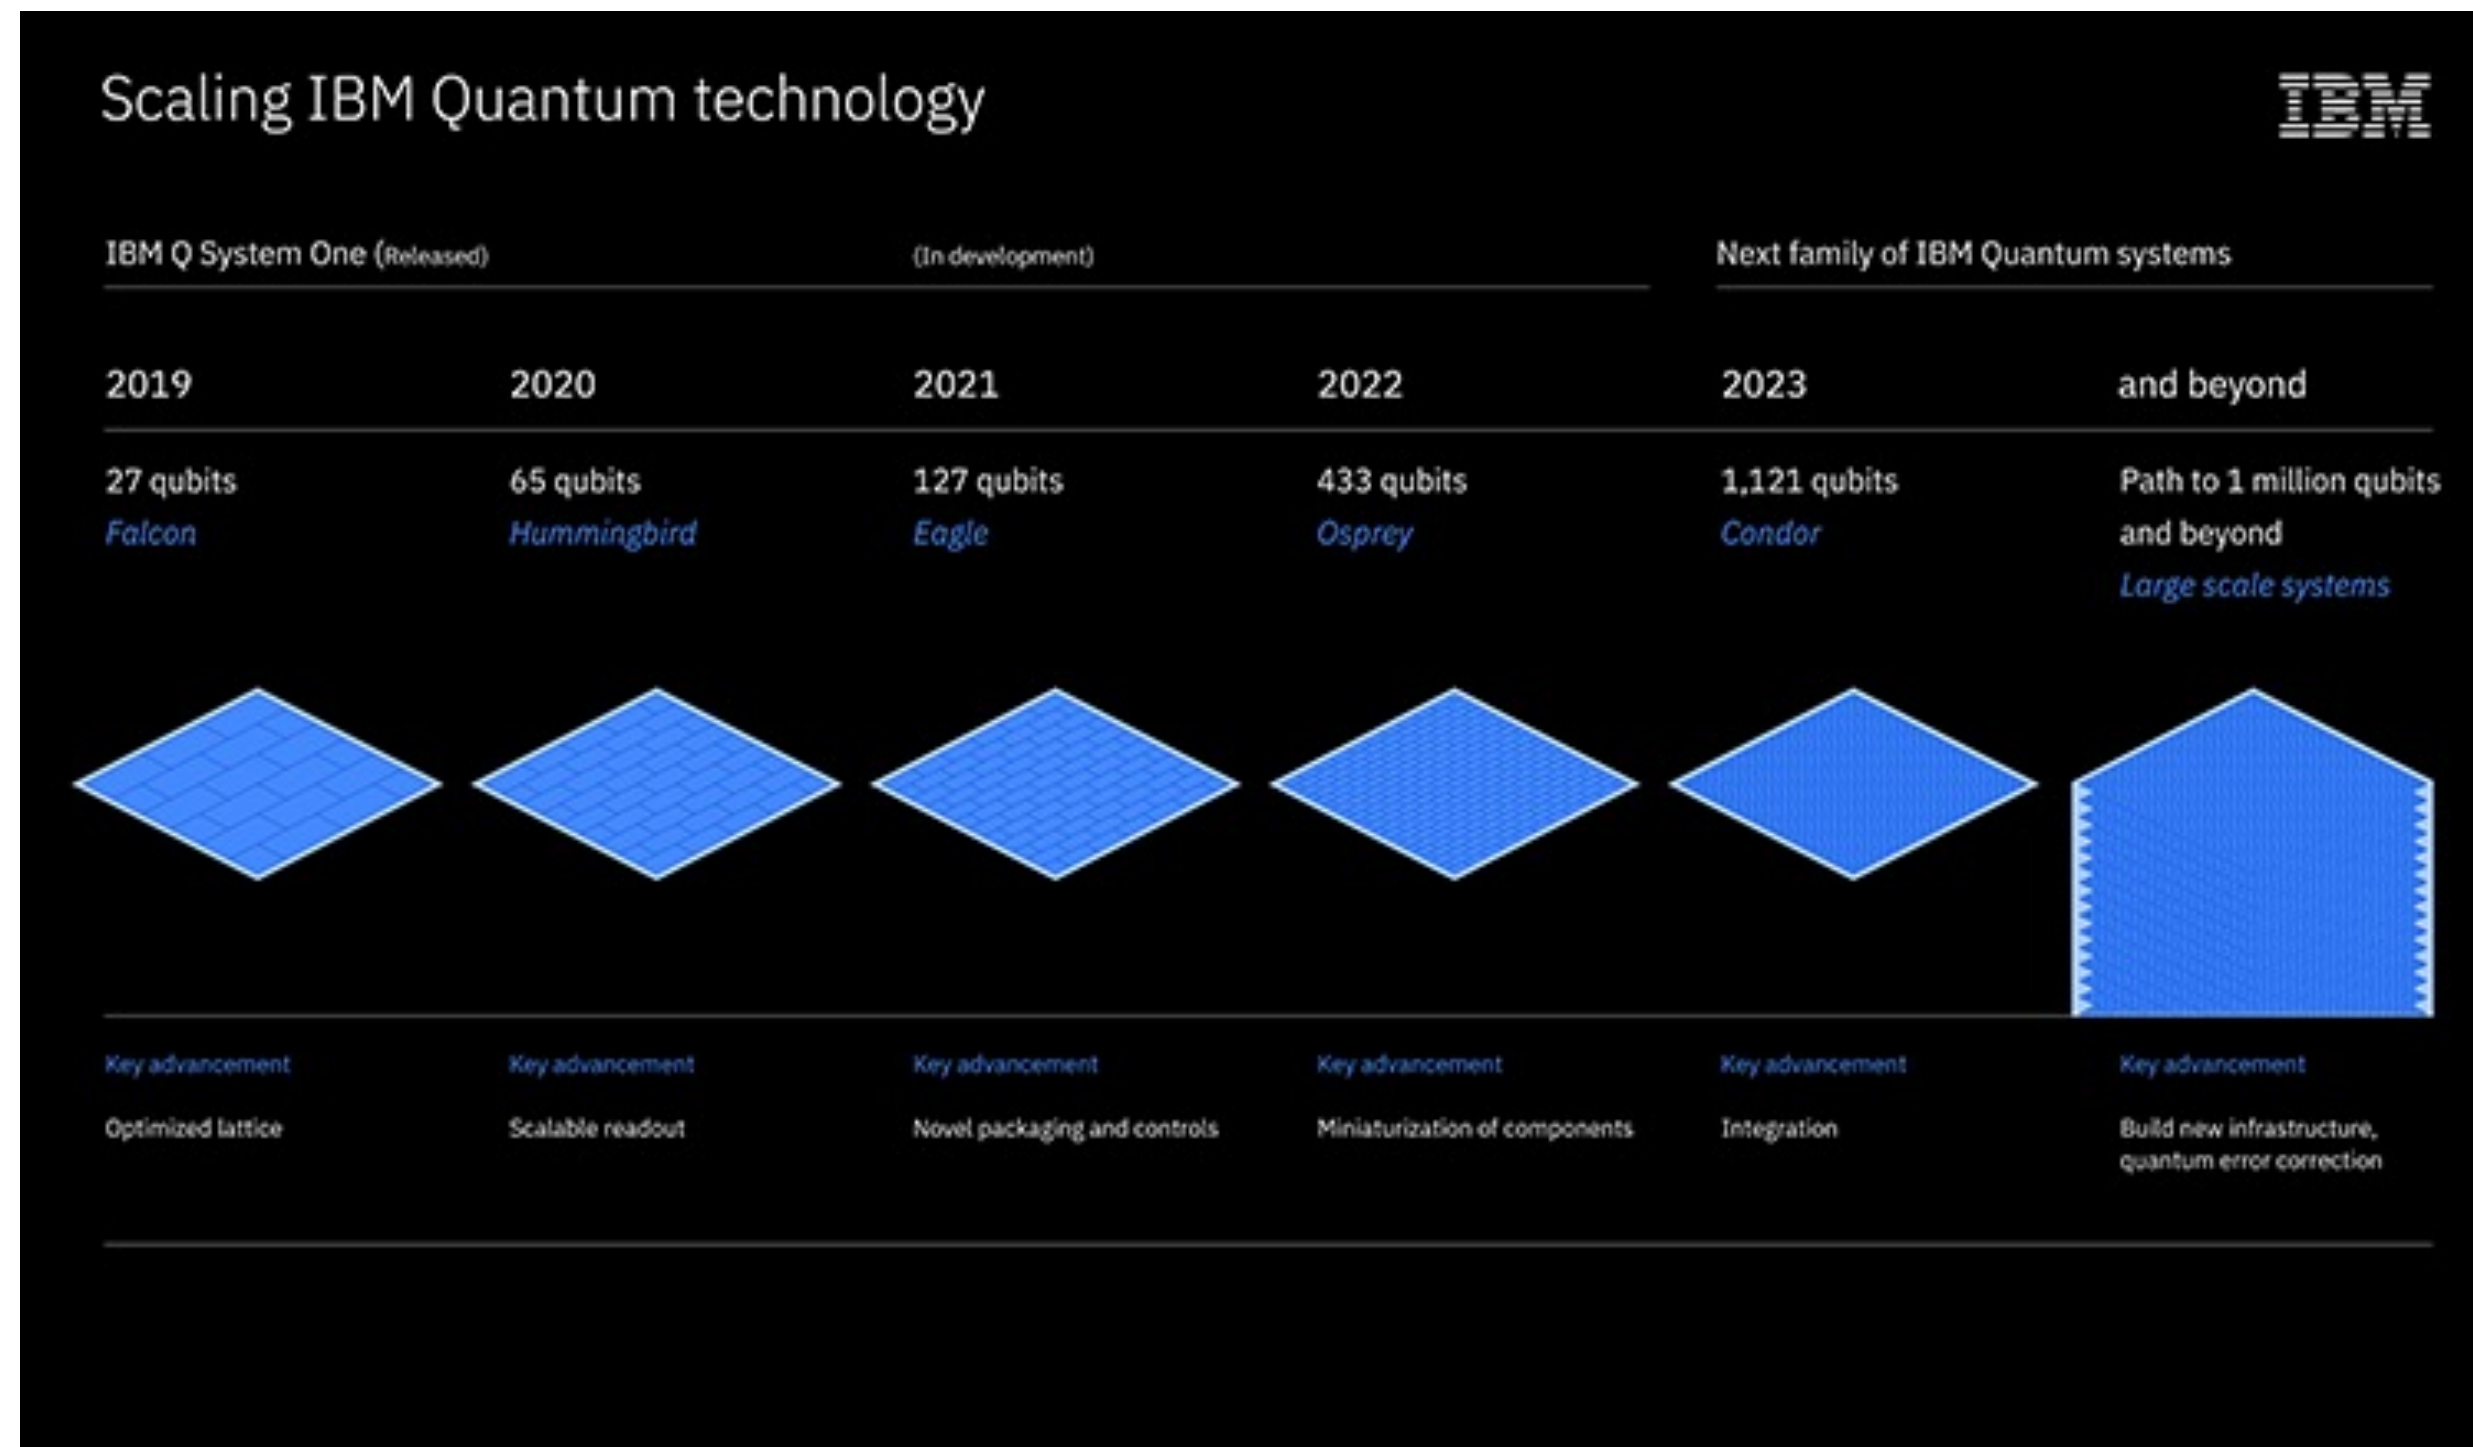 Scaling IBM Quantum technology
IBM
IBM Q System One (Released)
(In development)
Next family of IBM Quantum systems
2019
2020
2021
2022
2023
and beyond
27 qubits
Falcon
65 qubits
Hummingbird
127 qubits
Eagle
433 qubits
Osprey
1,121 qubits
Condor
Path to 1 million qubits
and beyond
Large scale systems
Key advancement
Optimized lattice
Key advancement
Scalable readout
Key advancement
Novel packaging and controls
Key advancement
Miniaturization of components
Key advancement
Integration
Key advancement
Build new infrastructure,
quantum error correction